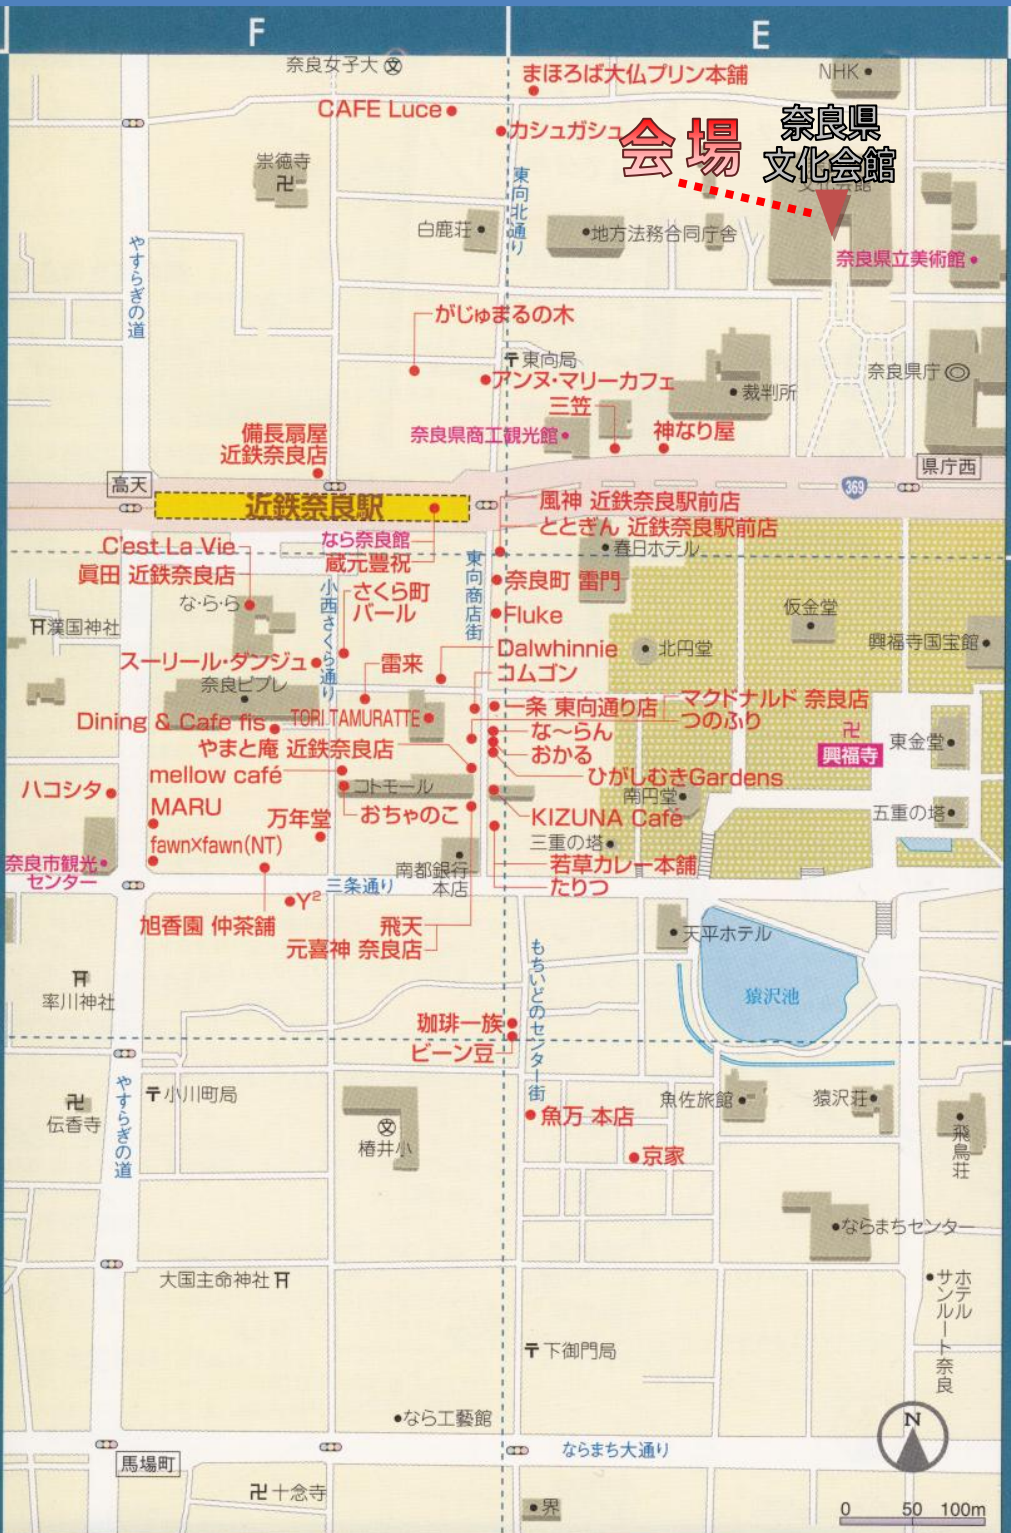 F
E
奈良女子大
文
まほろば大仏プリン本舗
NHK
CAFE Luce
カシュガシュ
会場
奈良県
文化会館
崇徳寺
東向北通り
白鹿荘
地方法務合同庁舎
奈良県立美術館
やすらぎの道
がじゅまるの木
東向局
アンヌ・マリーカフェ
奈良県庁
裁判所
三笠
備長扇屋
近鉄奈良店
奈良県商工観光館
神なり屋
県庁西
高天
近鉄奈良駅
369
風神 近鉄奈良駅前店
ととぎん 近鉄奈良駅前店
なら奈良館
蔵元豊祝
春日ホテル
C'est La Vie
眞田 近鉄奈良店
な・ら・ら
小西さくら通り
さくら町
バール
東向商店街
奈良町 雷門
Fluke
仮金堂
漢国神社
北円堂
興福寺国宝館
スーリール・ダンジュ
雷来
Dalwhinnie
コムゴン
奈良ビブレ
一条 東向通り店
マクドナルド 奈良店
つのふり
Dining & Cafe fis
TORI TAMURATTE
な〜らん
おかる
興福寺
東金堂
やまと庵 近鉄奈良店
mellow café
コトモール
ひがしむきGardens
ハコシタ
MARU
万年堂
おちゃのこ
南円堂
KIZUNA Café
五重の塔
fawn×fawn(NT)
三重の塔
奈良市観光
センター
南都銀行
本店
若草カレー本舗
たりつ
三条通り
Y²
旭香園 仲茶舗
飛天
元喜神 奈良店
天平ホテル
もちいどのセンター街
猿沢池
率川神社
珈琲一族
ビーン豆
やすらぎの道
小川町局
伝香寺
文
椿井小
魚佐旅館
猿沢荘
魚万 本店
飛鳥荘
京家
ならまちセンター
大国主命神社
ホテル
サンルート奈良
下御門局
なら工藝館
N
馬場町
ならまち大通り
十念寺
界
0 50 100m